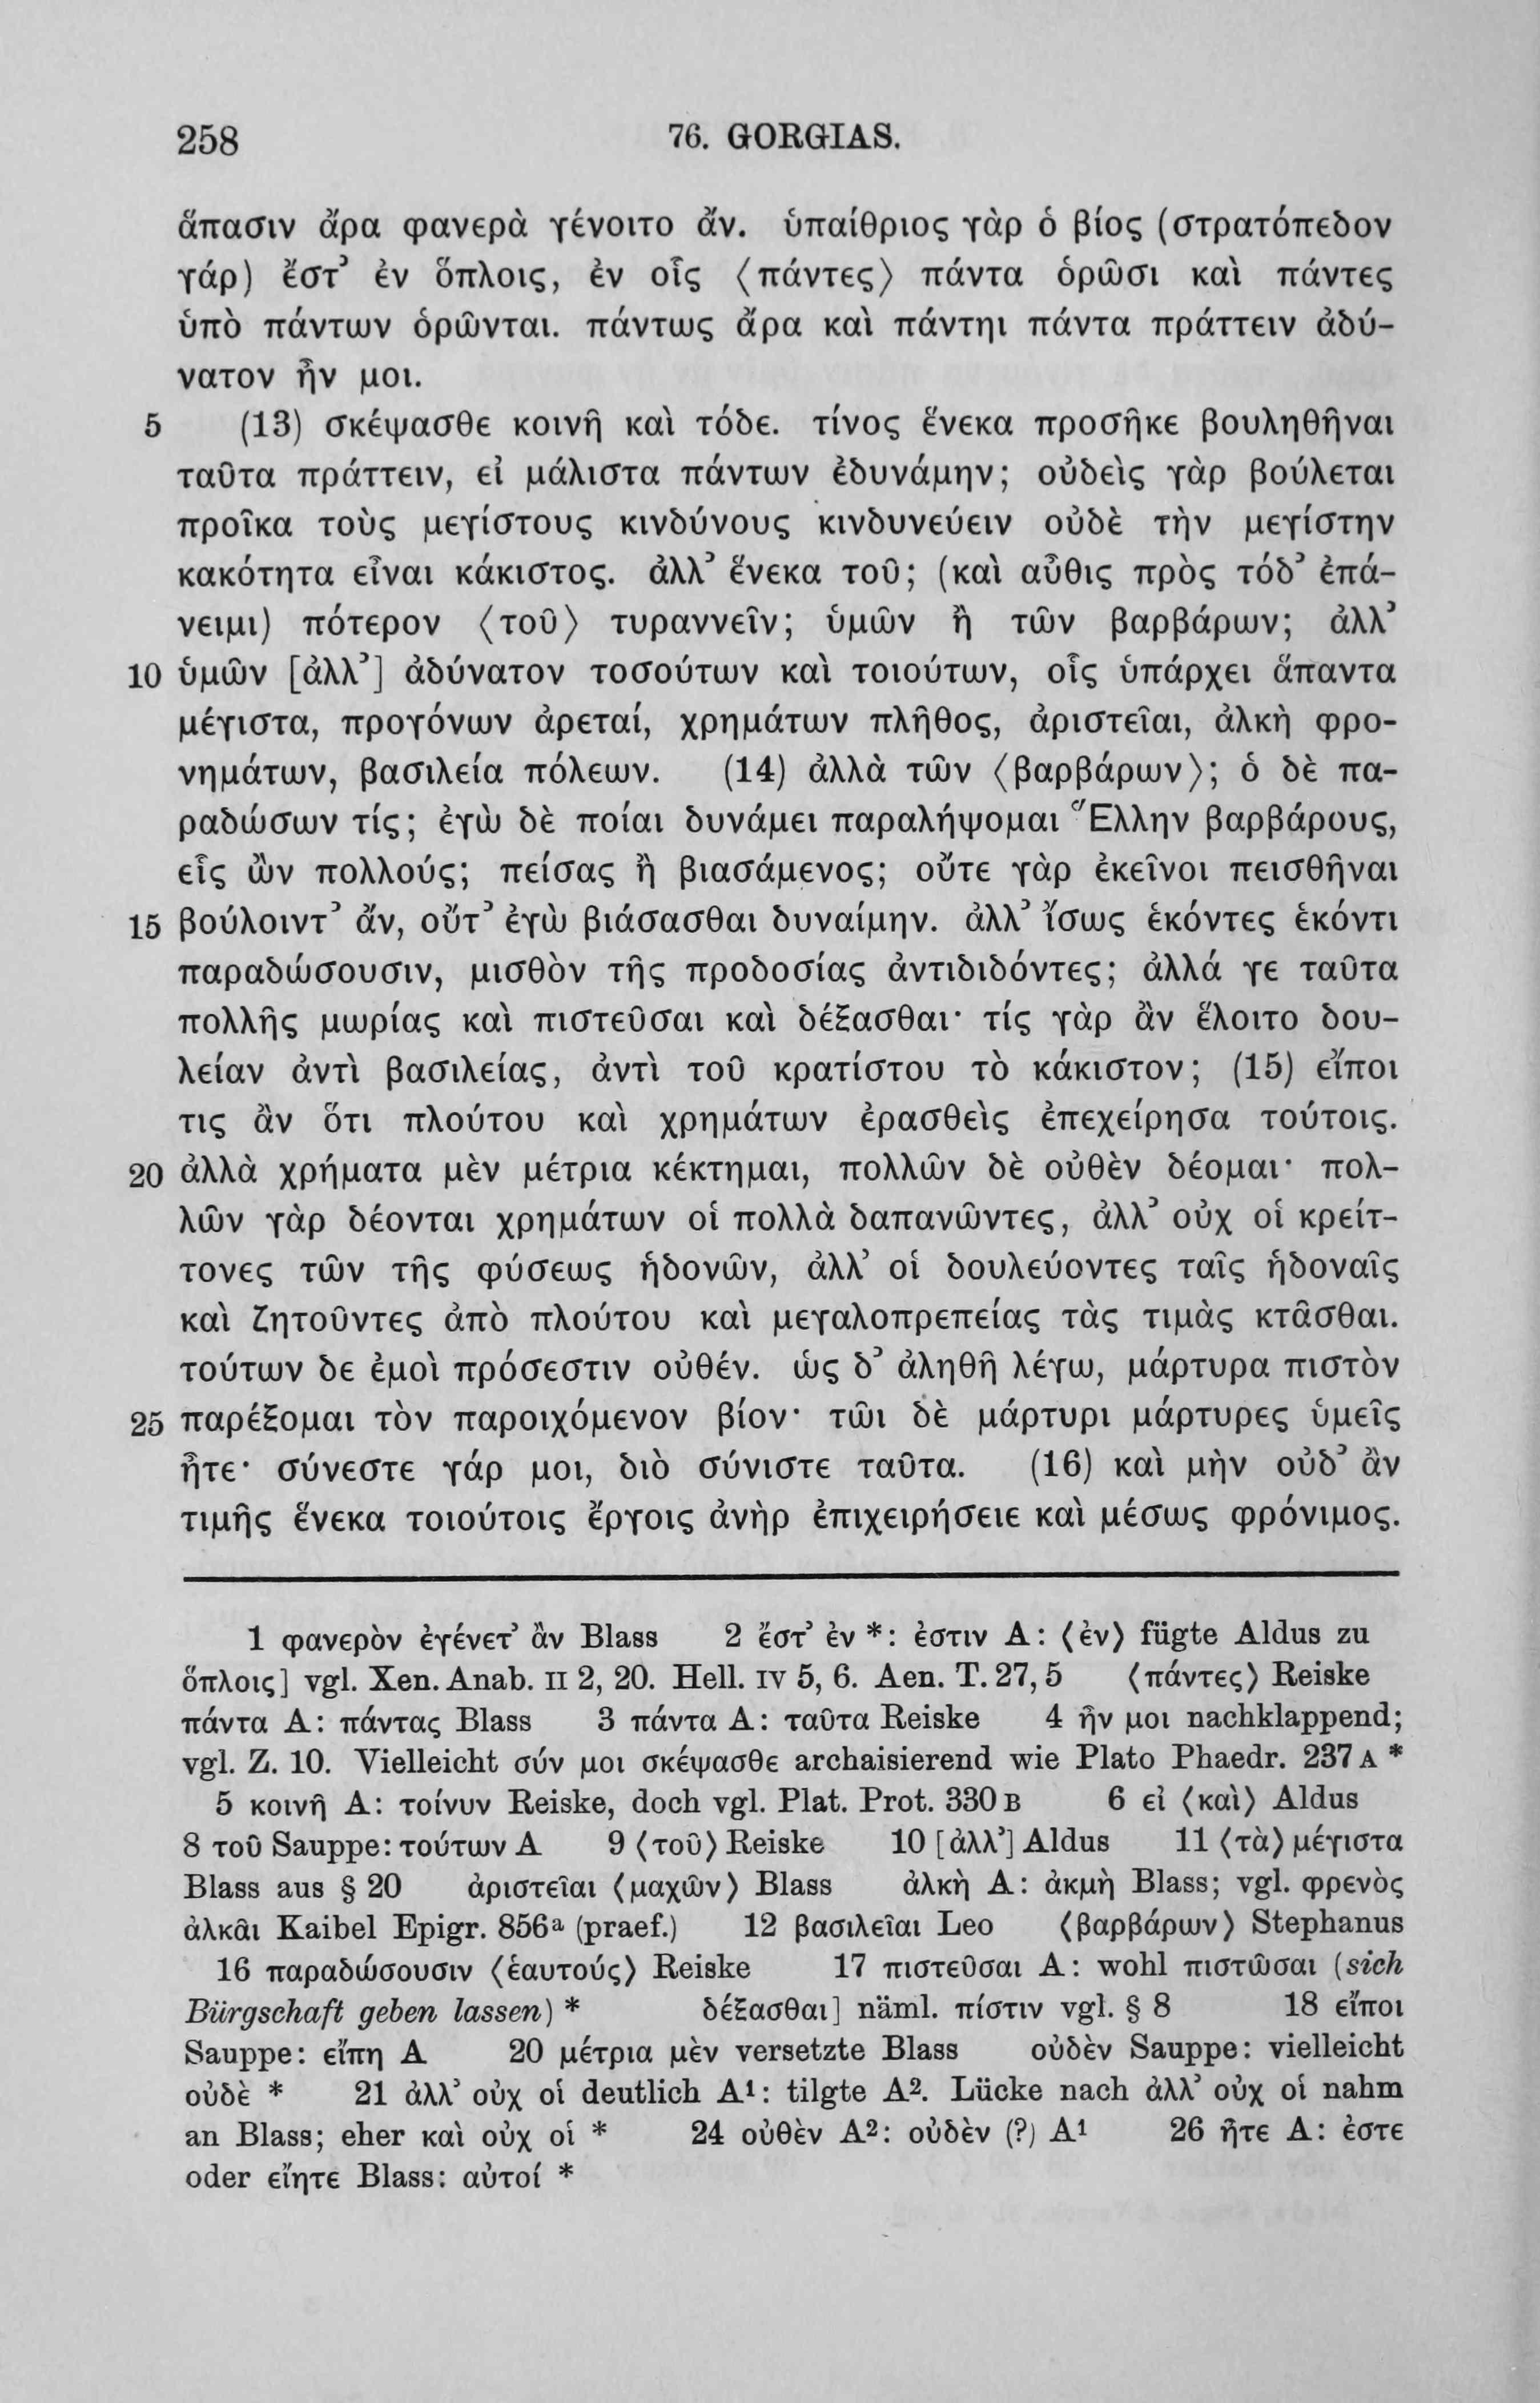 258 76. GORGIAS.
ἅπασιν ἄρα φανερὰ γένοιτο ἄν. ὑπαίθριος γὰρ ὁ βίος (στρατόπεδον
γάρ) ἔστ’ ἐν ὅπλοις, ἐν οἷς ⟨πάντες⟩ πάντα ὁρῶσι καὶ πάντες
ὑπὸ πάντων ὁρῶνται. πάντως ἄρα καὶ πάντηι πάντα πράττειν ἀδύ-
νατον ἦν μοι.
5 (13) σκέψασθε κοινῆ καὶ τόδε. τίνος ἕνεκα προσῆκε βουληθῆναι
ταῦτα πράττειν, εἰ μάλιστα πάντων ἐδυνάμην; οὐδεὶς γὰρ βούλεται
προῖκα τοὺς μεγίστους κινδύνους κινδυνεύειν οὐδὲ τὴν μεγίστην
κακότητα εἶναι κάκιστος. ἀλλ’ ἕνεκα τοῦ; (καὶ αὖθις πρὸς τόδ’ ἐπά-
νειμι) πότερον ⟨τοῦ⟩ τυραννεῖν; ὑμῶν ἢ τῶν βαρβάρων; ἀλλ’
10 ὑμῶν [ἀλλ’] ἀδύνατον τοσούτων καὶ τοιούτων, οἷς ὑπάρχει ἅπαντα
μέγιστα, προγόνων ἀρεταί, χρημάτων πλῆθος, ἀριστεῖαι, ἀλκὴ φρο-
νημάτων, βασιλεία πόλεων. (14) ἀλλὰ τῶν ⟨βαρβάρων⟩; ὁ δὲ πα-
ραδώσων τίς; ἐγὼ δὲ ποίαι δυνάμει παραλήψομαι Ἕλλην βαρβάρους,
εἷς ὢν πολλούς; πείσας ἢ βιασάμενος; οὔτε γὰρ ἐκεῖνοι πεισθῆναι
15 βούλοιντ’ ἄν, οὔτ’ ἐγὼ βιάσασθαι δυναίμην. ἀλλ’ ἴσως ἑκόντες ἑκόντι
παραδώσουσιν, μισθὸν τῆς προδοσίας ἀντιδιδόντες; ἀλλά γε ταῦτα
πολλῆς μωρίας καὶ πιστεῦσαι καὶ δέξασθαι· τίς γὰρ ἂν ἕλοιτο δου-
λείαν ἀντὶ βασιλείας, ἀντὶ τοῦ κρατίστου τὸ κάκιστον; (15) εἴποι
τις ἂν ὅτι πλούτου καὶ χρημάτων ἐρασθεὶς ἐπεχείρησα τούτοις.
20 ἀλλὰ χρήματα μὲν μέτρια κέκτημαι, πολλῶν δὲ οὐθὲν δέομαι· πολ-
λῶν γὰρ δέονται χρημάτων οἱ πολλὰ δαπανῶντες, ἀλλ’ οὐχ οἱ κρείτ-
τονες τῶν τῆς φύσεως ἡδονῶν, ἀλλ’ οἱ δουλεύοντες ταῖς ἡδοναῖς
καὶ ζητοῦντες ἀπὸ πλούτου καὶ μεγαλοπρεπείας τὰς τιμὰς κτᾶσθαι.
τούτων δε ἐμοὶ πρόσεστιν οὐθέν. ὡς δ’ ἀληθῆ λέγω, μάρτυρα πιστὸν
25 παρέξομαι τὸν παροιχόμενον βίον· τῶι δὲ μάρτυρι μάρτυρες ὑμεῖς
ἦτε· σύνεστε γάρ μοι, διὸ σύνιστε ταῦτα. (16) καὶ μὴν οὐδ’ ἂν
τιμῆς ἕνεκα τοιούτοις ἔργοις ἀνὴρ ἐπιχειρήσειε καὶ μέσως φρόνιμος.
1 φανερὸν ἐγένετ’ ἂν Blass 2 ἔστ’ ἐν *: ἐστιν A: ⟨ἐν⟩ fügte Aldus zu
ὅπλοις] vgl. Xen. Anab. II 2, 20. Hell. IV 5, 6. Aen. T. 27, 5 ⟨πάντες⟩ Reiske
πάντα A: πάντας Blass 3 πάντα A: ταῦτα Reiske 4 ἦν μοι nachklappend;
vgl. Z. 10. Vielleicht σύν μοι σκέψασθε archaisierend wie Plato Phaedr. 237 A *
5 κοινῆ A: τοίνυν Reiske, doch vgl. Plat. Prot. 330 B 6 εἰ ⟨καὶ⟩ Aldus
8 τοῦ Sauppe: τούτων A 9 ⟨τοῦ⟩ Reiske 10 [ἀλλ’] Aldus 11 ⟨τὰ⟩ μέγιστα
Blass aus § 20 ἀριστεῖαι ⟨μαχῶν⟩ Blass ἀλκὴ A: ἀκμὴ Blass; vgl. φρενὸς
ἀλκᾶι Kaibel Epigr. 856ᵃ (praef.) 12 βασιλεῖαι Leo ⟨βαρβάρων⟩ Stephanus
16 παραδώσουσιν ⟨ἑαυτούς⟩ Reiske 17 πιστεῦσαι A: wohl πιστῶσαι (sich
Bürgschaft geben lassen) * δέξασθαι] näml. πίστιν vgl. § 8 18 εἴποι
Sauppe: εἴπη A 20 μέτρια μὲν versetzte Blass οὐδὲν Sauppe: vielleicht
οὐδὲ * 21 ἀλλ’ οὐχ οἱ deutlich A¹: tilgte A². Lücke nach ἀλλ’ οὐχ οἱ nahm
an Blass; eher καὶ οὐχ οἱ * 24 οὐθὲν A²: οὐδὲν (?) A¹ 26 ἦτε A: ἐστε
oder εἴητε Blass: αὐτοί *